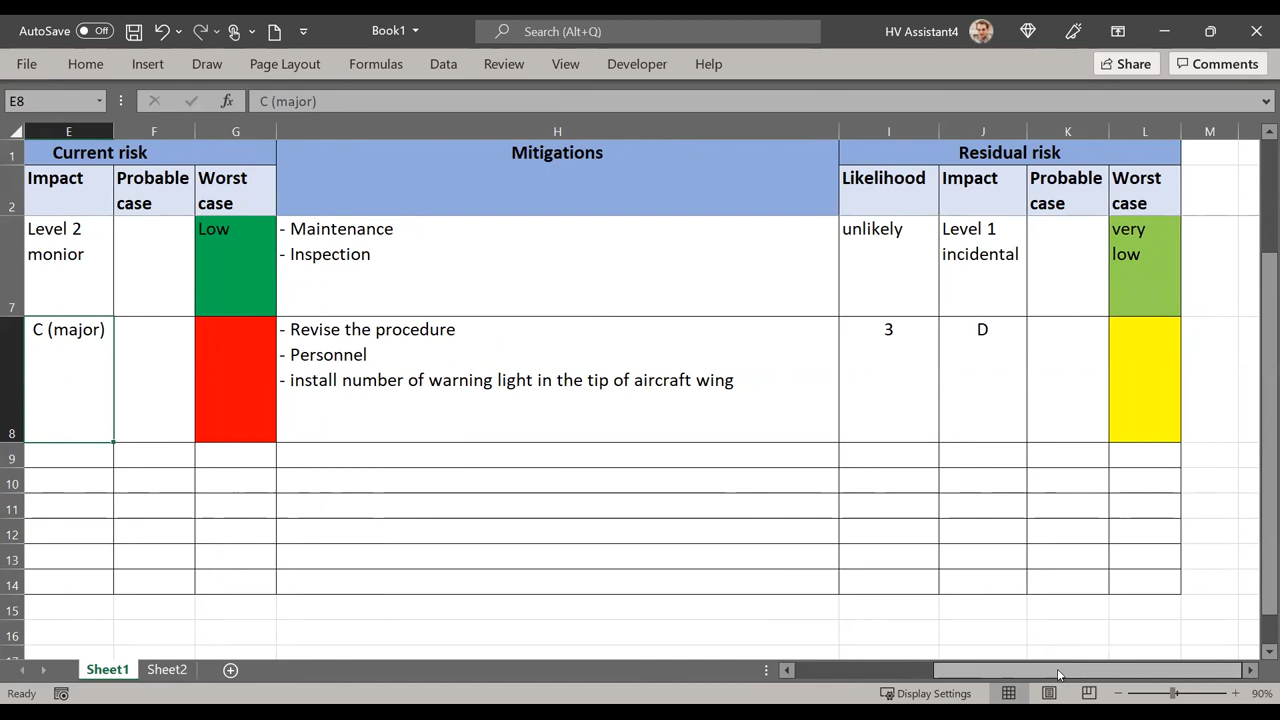 AutoSave Off Book1 Search (Alt+Q) HV Assistant4
File Home Insert Draw Page Layout Formulas Data Review View Developer Help Share Comments
E8 fx C (major)
E F G H I J K L M
1 Current risk Mitigations Residual risk
2 Impact Probable case Worst case Likelihood Impact Probable case Worst case
7 Level 2 monior Low
- Maintenance
- Inspection
unlikely Level 1 incidental very low
8 C (major)
- Revise the procedure
- Personnel
- install number of warning light in the tip of aircraft wing
3 D
9
10
11
12
13
14
15
16
Sheet1 Sheet2
Ready Display Settings 90%